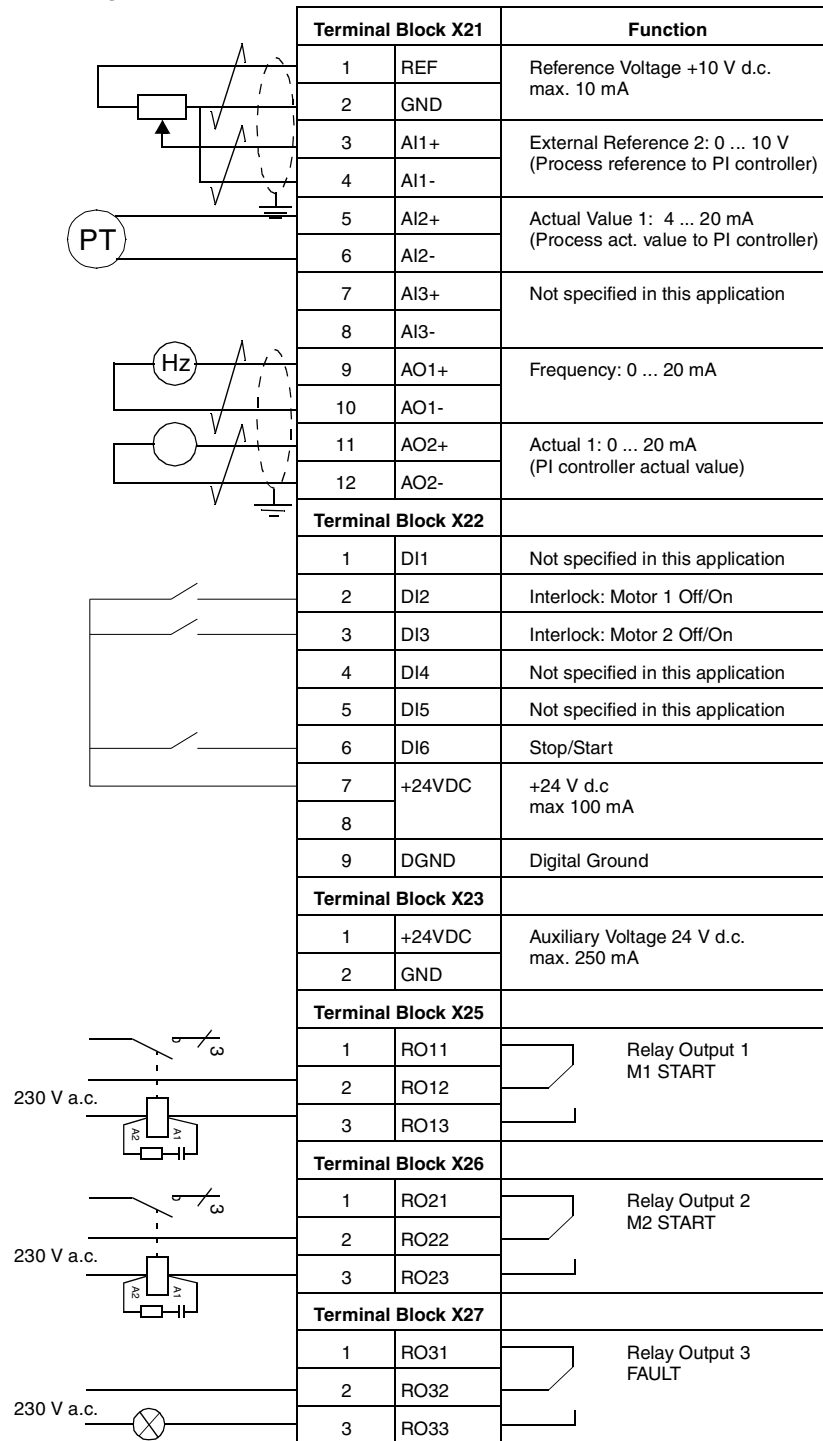 Terminal Block X21 Function
1 REF Reference Voltage +10 V d.c.
max. 10 mA
2 GND
3 AI1+ External Reference 2: 0 ... 10 V
(Process reference to PI controller)
4 AI1-
PT
5 AI2+ Actual Value 1: 4 ... 20 mA
(Process act. value to PI controller)
6 AI2-
7 AI3+ Not specified in this application
8 AI3-
Hz
9 AO1+ Frequency: 0 ... 20 mA
10 AO1-
11 AO2+ Actual 1: 0 ... 20 mA
(PI controller actual value)
12 AO2-
Terminal Block X22
1 DI1 Not specified in this application
2 DI2 Interlock: Motor 1 Off/On
3 DI3 Interlock: Motor 2 Off/On
4 DI4 Not specified in this application
5 DI5 Not specified in this application
6 DI6 Stop/Start
7 +24VDC +24 V d.c
max 100 mA
8
9 DGND Digital Ground
Terminal Block X23
1 +24VDC Auxiliary Voltage 24 V d.c.
max. 250 mA
2 GND
Terminal Block X25
3
1 RO11 Relay Output 1
M1 START
2 RO12
230 V a.c.
3 RO13
A2 A1
Terminal Block X26
3
1 RO21 Relay Output 2
M2 START
2 RO22
230 V a.c.
3 RO23
A2 A1
Terminal Block X27
1 RO31 Relay Output 3
FAULT
2 RO32
230 V a.c.
3 RO33